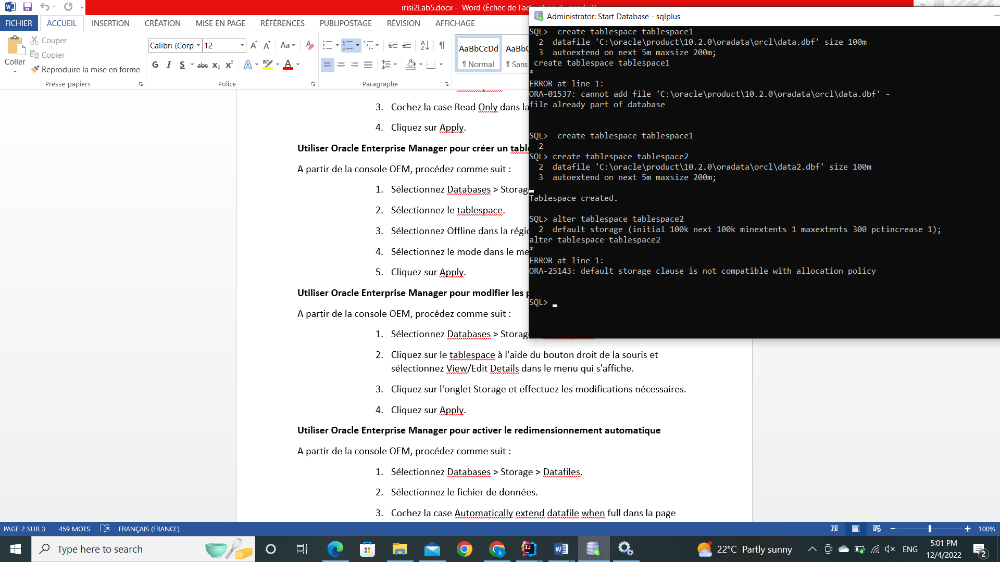 irisi2Lab5.docx - Word (Échec de l'activation de produit)
FICHIER ACCUEIL INSERTION CRÉATION MISE EN PAGE RÉFÉRENCES PUBLIPOSTAGE RÉVISION AFFICHAGE
Coller
Couper
Copier
Reproduire la mise en forme
Presse-papiers
Calibri (Corp 12
Aa
G I S abc X₂ X² A ab A
Police
Paragraphe
AaBbCcDd AaBbC
¶ Normal ¶ Sans
3. Cochez la case Read Only dans la
4. Cliquez sur Apply.
Utiliser Oracle Enterprise Manager pour créer un tabl
A partir de la console OEM, procédez comme suit :
1. Sélectionnez Databases > Storag
2. Sélectionnez le tablespace.
3. Sélectionnez Offline dans la régio
4. Sélectionnez le mode dans le me
5. Cliquez sur Apply.
Utiliser Oracle Enterprise Manager pour modifier les p
A partir de la console OEM, procédez comme suit :
1. Sélectionnez Databases > Storag
2. Cliquez sur le tablespace à l'aide du bouton droit de la souris et
sélectionnez View/Edit Details dans le menu qui s'affiche.
3. Cliquez sur l'onglet Storage et effectuez les modifications nécessaires.
4. Cliquez sur Apply.
Utiliser Oracle Enterprise Manager pour activer le redimensionnement automatique
A partir de la console OEM, procédez comme suit :
1. Sélectionnez Databases > Storage > Datafiles.
2. Sélectionnez le fichier de données.
3. Cochez la case Automatically extend datafile when full dans la page
Administrator: Start Database - sqlplus
SQL>  create tablespace tablespace1
  2  datafile 'C:\oracle\product\10.2.0\oradata\orcl\data.dbf' size 100m
  3  autoextend on next 5m maxsize 200m;
 create tablespace tablespace1
*
ERROR at line 1:
ORA-01537: cannot add file 'C:\oracle\product\10.2.0\oradata\orcl\data.dbf' -
file already part of database
SQL>  create tablespace tablespace1
  2
SQL> create tablespace tablespace2
  2  datafile 'C:\oracle\product\10.2.0\oradata\orcl\data2.dbf' size 100m
  3  autoextend on next 5m maxsize 200m;
Tablespace created.
SQL> alter tablespace tablespace2
  2  default storage (initial 100k next 100k minextents 1 maxextents 300 pctincrease 1);
alter tablespace tablespace2
*
ERROR at line 1:
ORA-25143: default storage clause is not compatible with allocation policy
SQL>
PAGE 2 SUR 3 459 MOTS FRANÇAIS (FRANCE) 100%
Type here to search
22°C Partly sunny
ENG
5:01 PM
12/4/2022
2